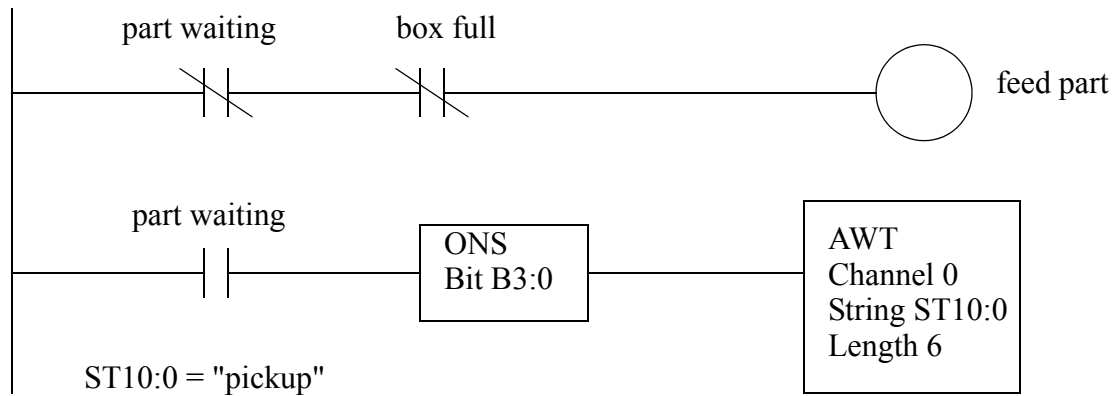 part waiting
box full
feed part
part waiting
ONS
Bit B3:0
AWT
Channel 0
String ST10:0
Length 6
ST10:0 = "pickup"